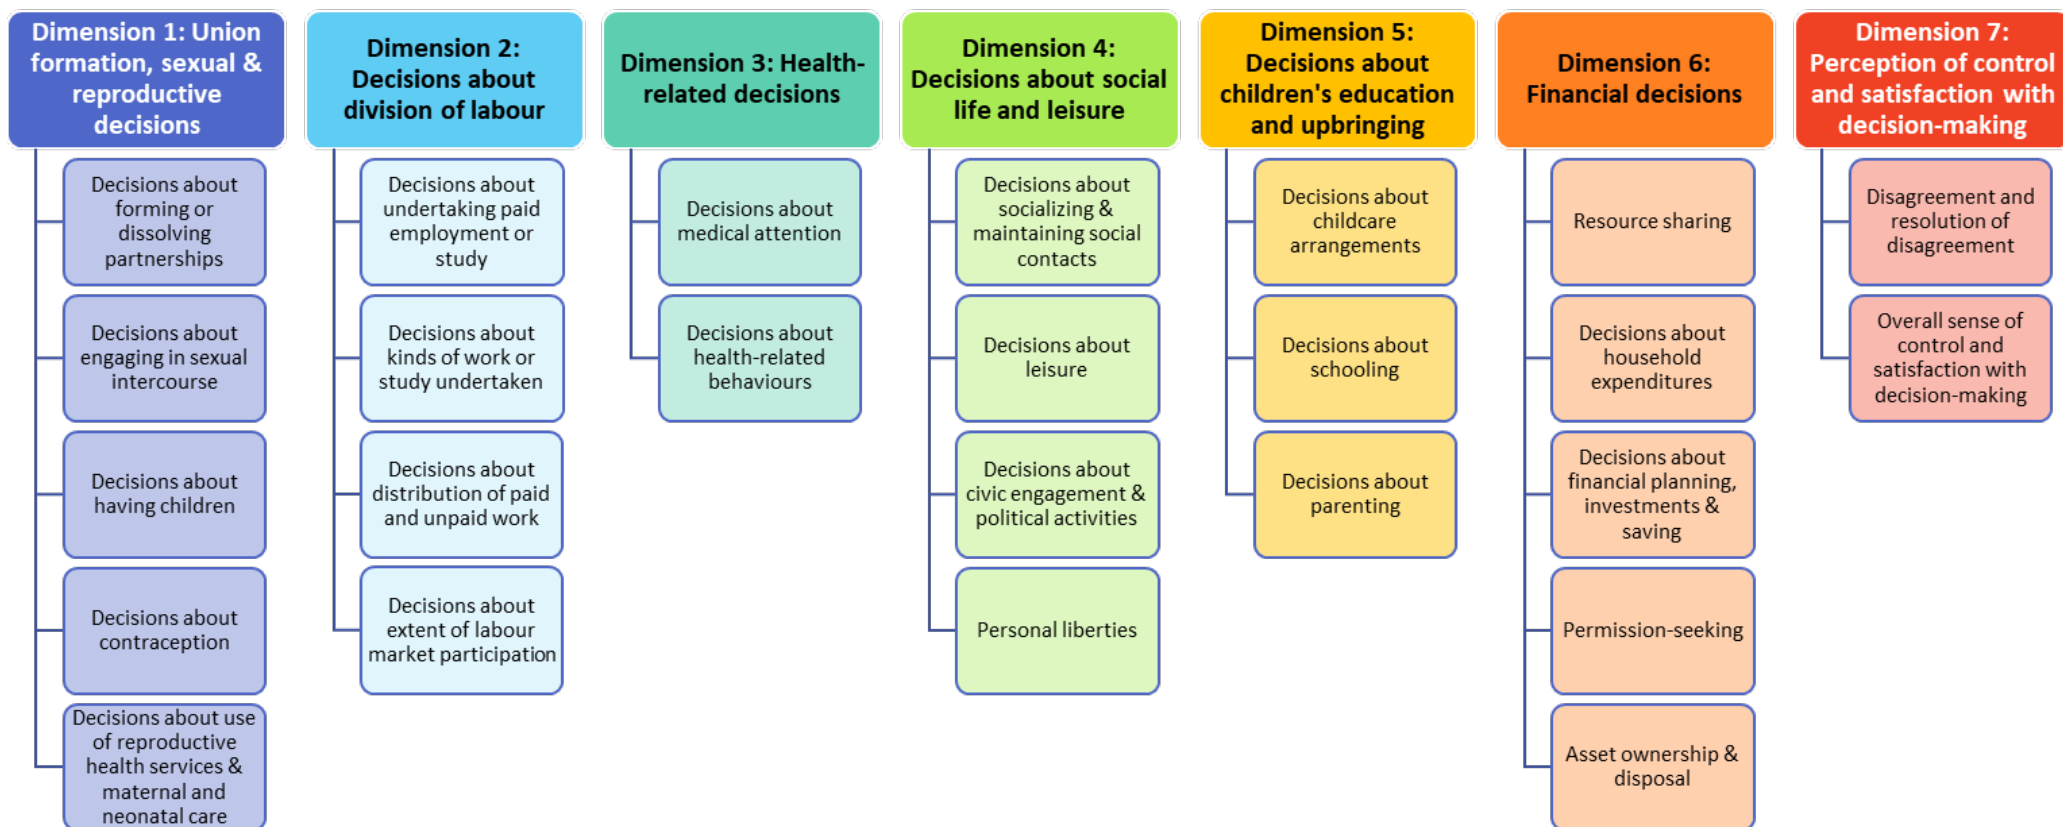 Dimension 1: Union
formation, sexual &
reproductive
decisions
Decisions about
forming or
dissolving
partnerships
Decisions about
engaging in sexual
intercourse
Decisions about
having children
Decisions about
contraception
Decisions about use
of reproductive
health services &
maternal and
neonatal care
Dimension 2:
Decisions about
division of labour
Decisions about
undertaking paid
employment or
study
Decisions about
kinds of work or
study undertaken
Decisions about
distribution of paid
and unpaid work
Decisions about
extent of labour
market participation
Dimension 3: Health-
related decisions
Decisions about
medical attention
Decisions about
health-related
behaviours
Dimension 4:
Decisions about social
life and leisure
Decisions about
socializing &
maintaining social
contacts
Decisions about
leisure
Decisions about
civic engagement &
political activities
Personal liberties
Dimension 5:
Decisions about
children's education
and upbringing
Decisions about
childcare
arrangements
Decisions about
schooling
Decisions about
parenting
Dimension 6:
Financial decisions
Resource sharing
Decisions about
household
expenditures
Decisions about
financial planning,
investments &
saving
Permission-seeking
Asset ownership &
disposal
Dimension 7:
Perception of control
and satisfaction with
decision-making
Disagreement and
resolution of
disagreement
Overall sense of
control and
satisfaction with
decision-making